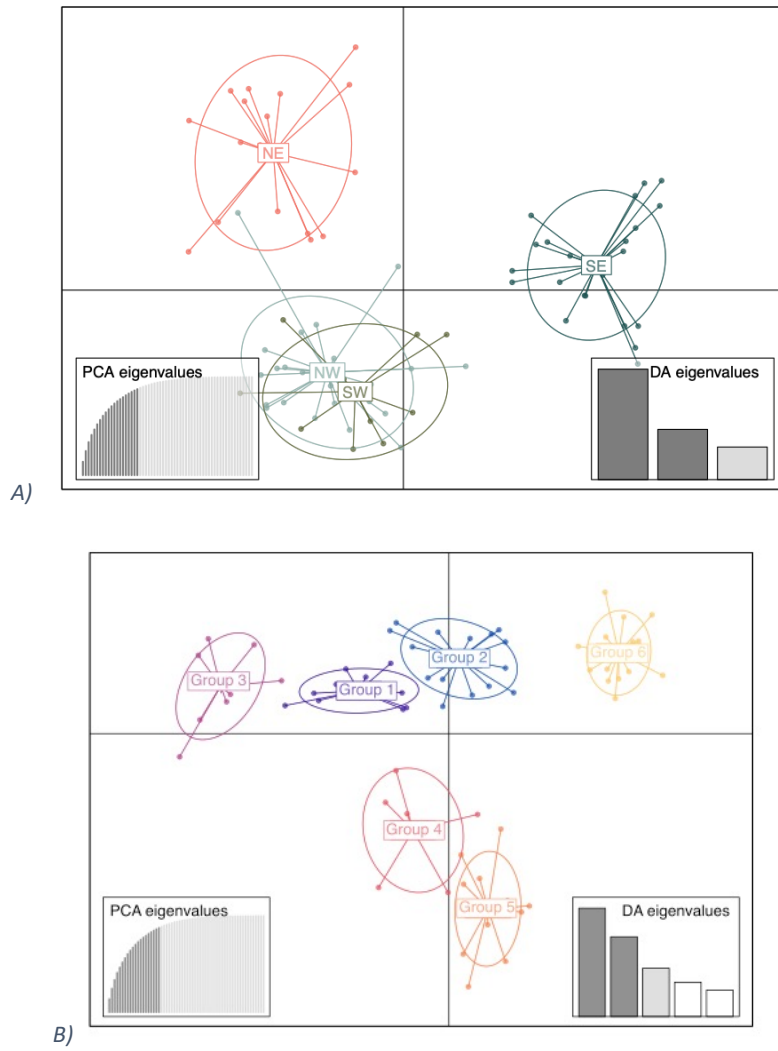 NE
SE
NW
SW
PCA eigenvalues
DA eigenvalues
A)
Group 3
Group 1
Group 2
Group 6
Group 4
Group 5
PCA eigenvalues
DA eigenvalues
B)